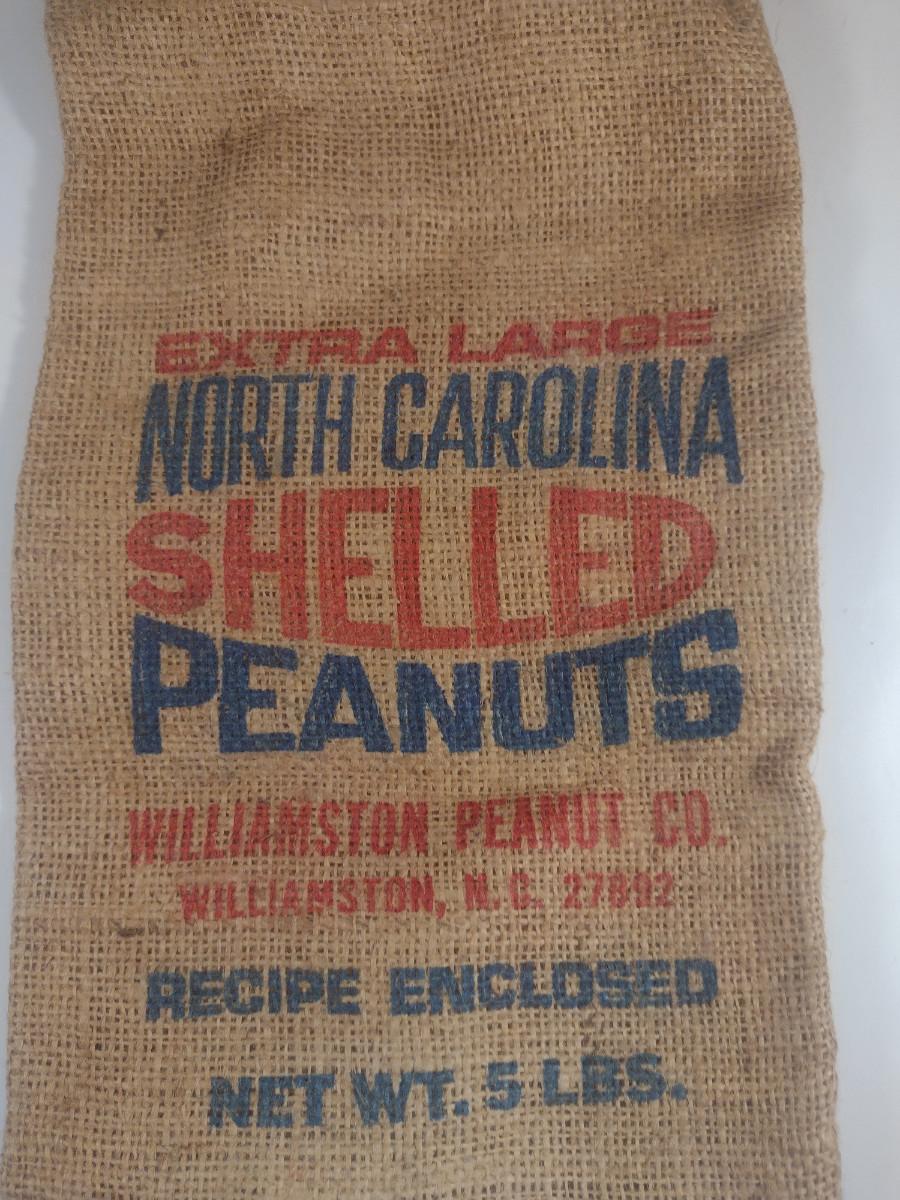 EXTRA LARGE
NORTH CAROLINA
SHELLED
PEANUTS
WILLIAMSTON PEANUT CO.
WILLIAMSTON, N.C. 27892
RECIPE ENCLOSED
NET WT. 5 LBS.